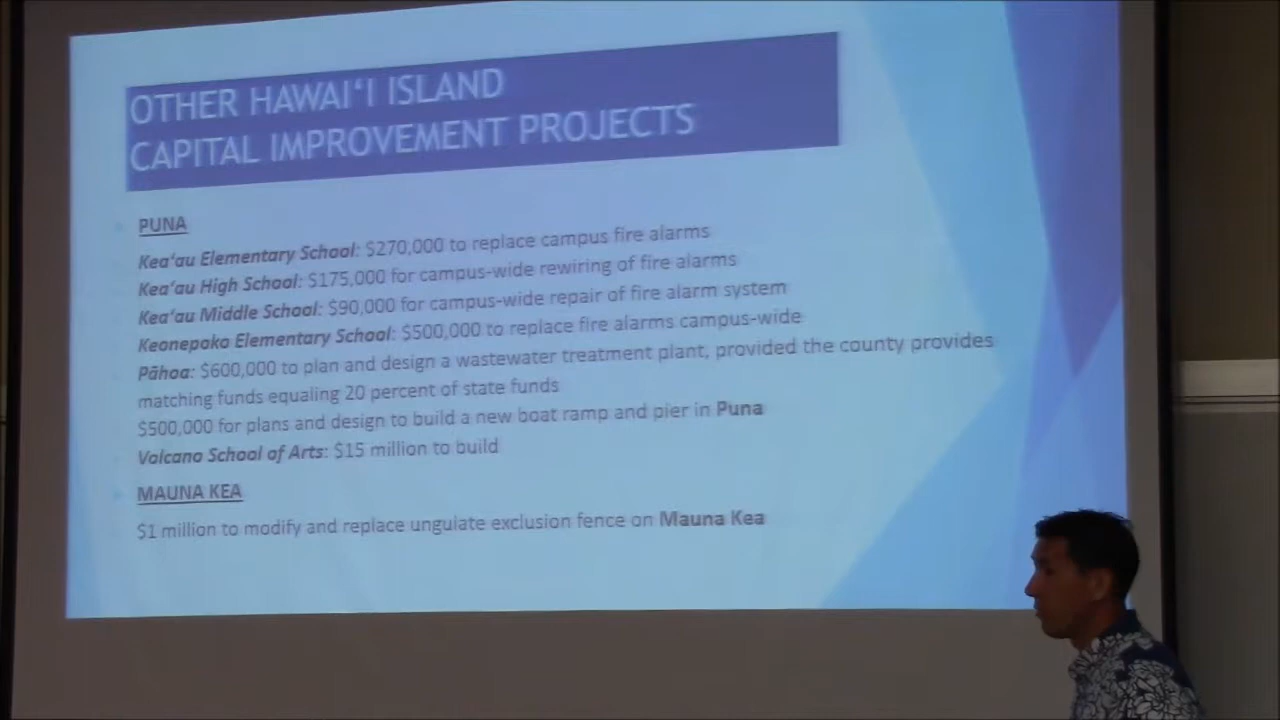 OTHER HAWAIʻI ISLAND
CAPITAL IMPROVEMENT PROJECTS
PUNA
Keaʻau Elementary School: $270,000 to replace campus fire alarms
Keaʻau High School: $175,000 for campus-wide rewiring of fire alarms
Keaʻau Middle School: $90,000 for campus-wide repair of fire alarm system
Keonepoko Elementary School: $500,000 to replace fire alarms campus-wide
Pāhoa: $600,000 to plan and design a wastewater treatment plant, provided the county provides
matching funds equaling 20 percent of state funds
$500,000 for plans and design to build a new boat ramp and pier in Puna
Volcano School of Arts: $15 million to build
MAUNA KEA
$1 million to modify and replace ungulate exclusion fence on Mauna Kea